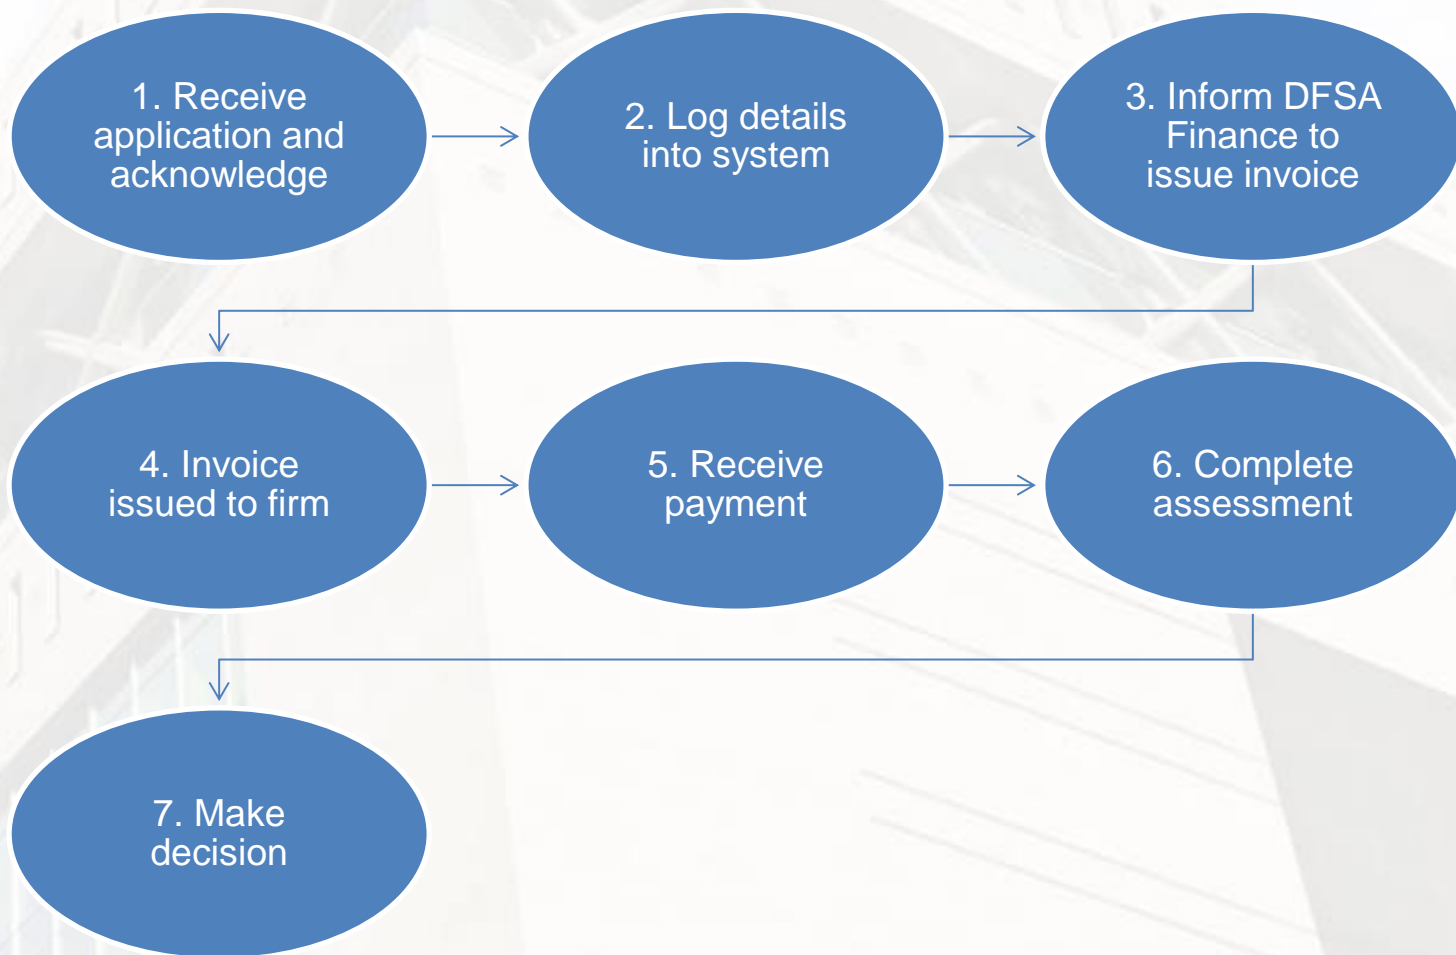 1. Receive
application and
acknowledge
2. Log details
into system
3. Inform DFSA
Finance to
issue invoice
4. Invoice
issued to firm
5. Receive
payment
6. Complete
assessment
7. Make
decision